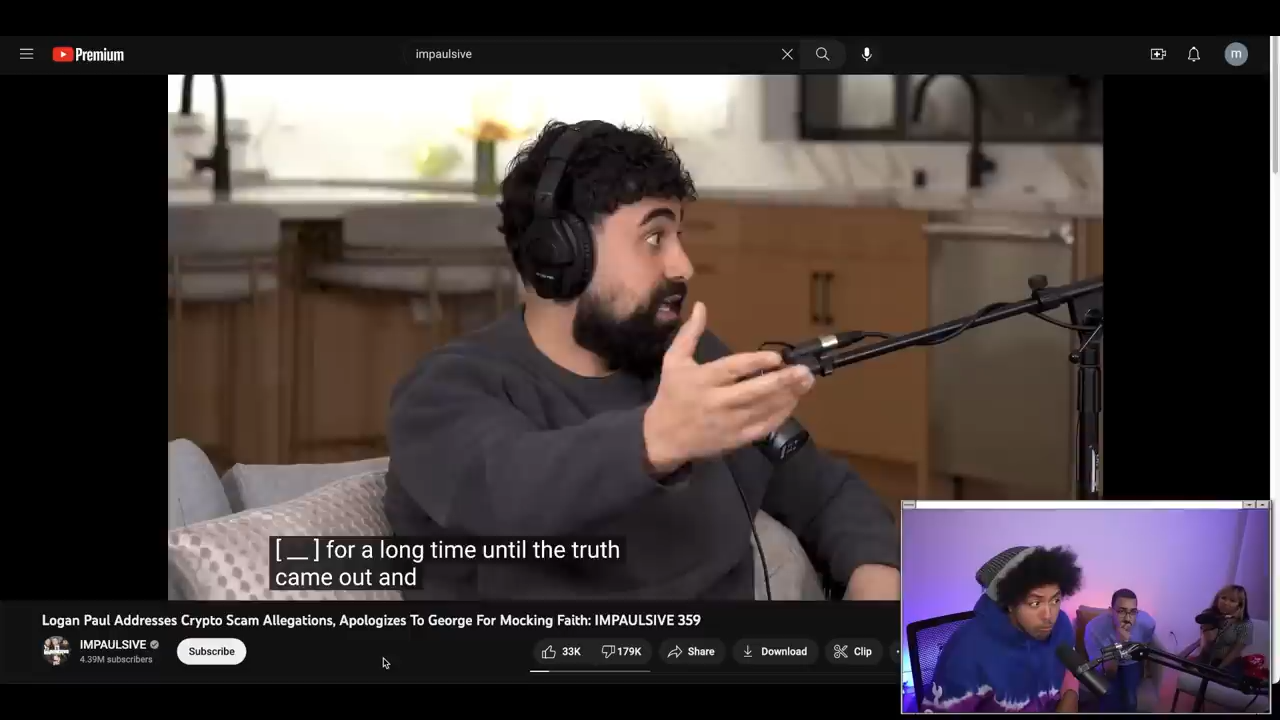 Premium
impaulsive
m
[ __ ] for a long time until the truth
came out and
Logan Paul Addresses Crypto Scam Allegations, Apologizes To George For Mocking Faith: IMPAULSIVE 359
IMPAULSIVE
4.39M subscribers
Subscribe
33K
179K
Share
Download
Clip